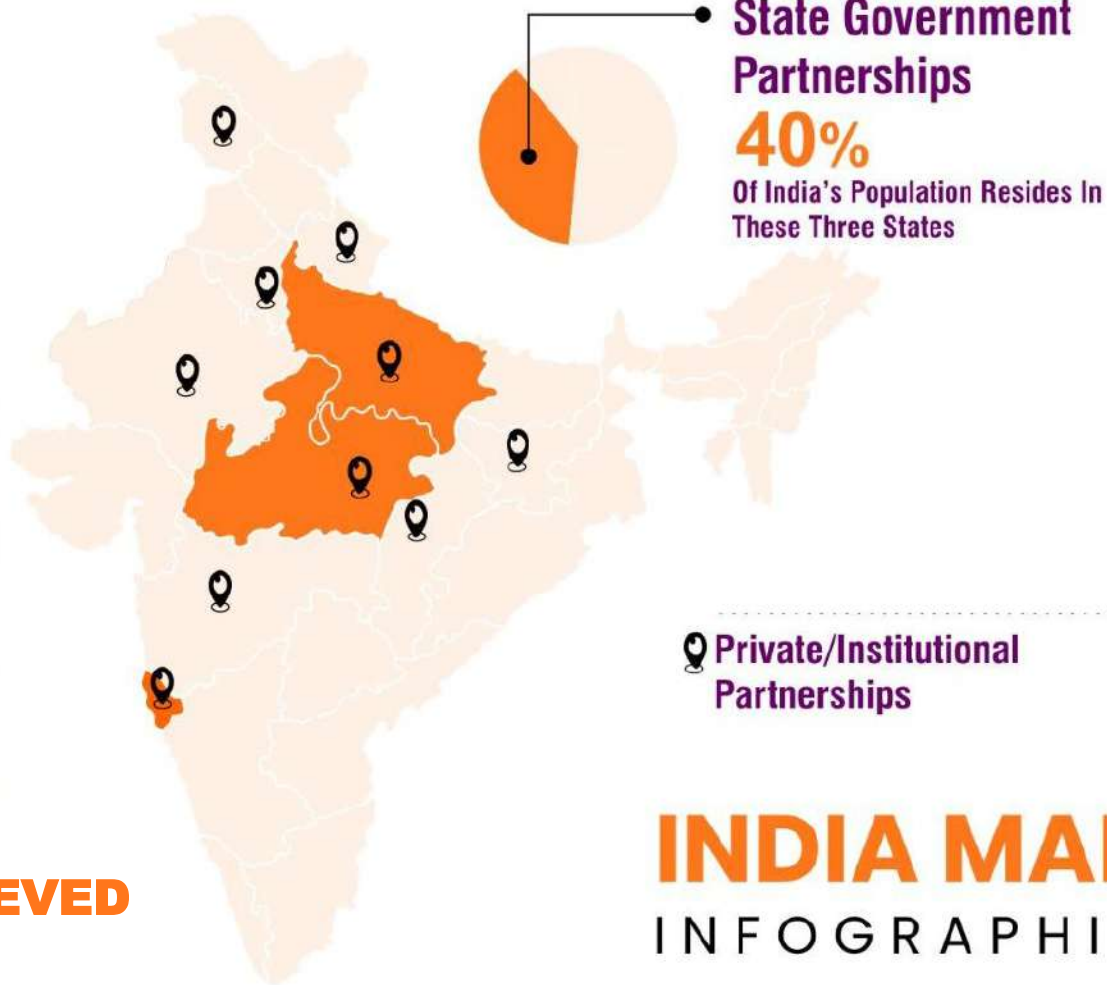 State Government
Partnerships
40%
Of India's Population Resides In
These Three States
Private/Institutional
Partnerships
INDIA MA
INFOGRAPHI
EVED